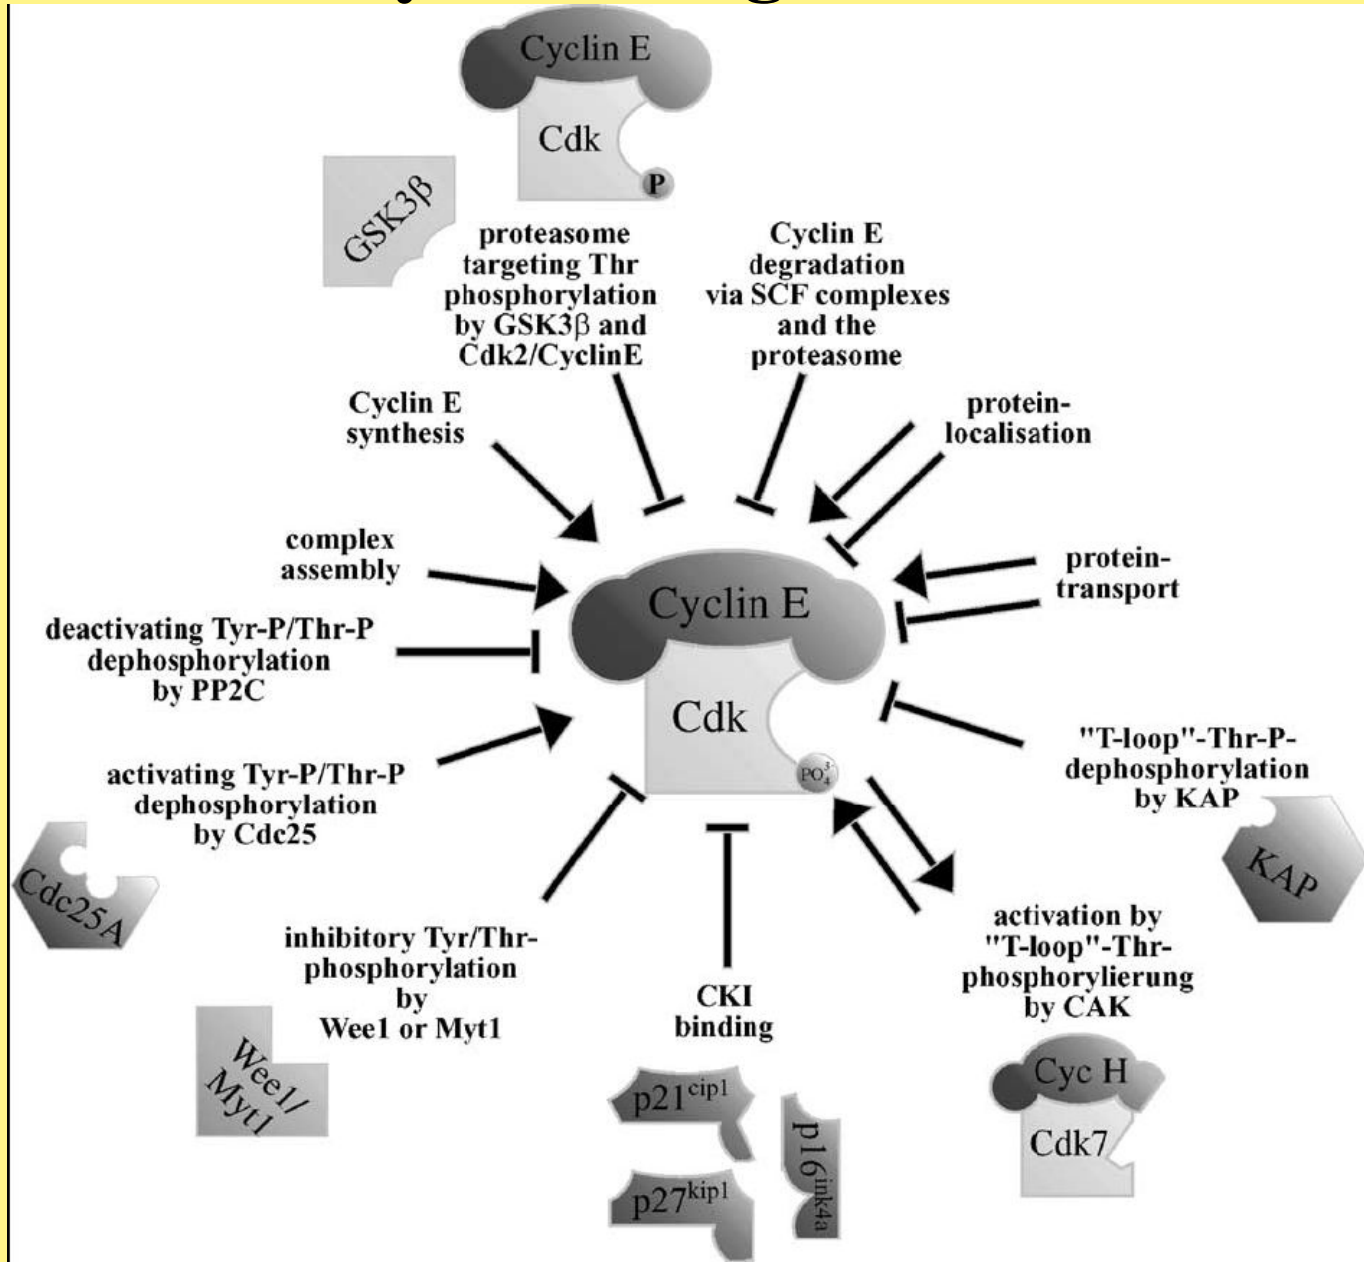 Cyclin E
Cdk
P
GSK3β
proteasome
targeting Thr
phosphorylation
by GSK3β and
Cdk2/CyclinE
Cyclin E
degradation
via SCF complexes
and the
proteasome
Cyclin E
synthesis
protein-
localisation
complex
assembly
protein-
transport
deactivating Tyr-P/Thr-P
dephosphorylation
by PP2C
Cyclin E
Cdk
PO₄³⁻
"T-loop"-Thr-P-
dephosphorylation
by KAP
KAP
activating Tyr-P/Thr-P
dephosphorylation
by Cdc25
Cdc25A
inhibitory Tyr/Thr-
phosphorylation
by
Wee1 or Myt1
Wee1/
Myt1
CKI
binding
p21cip1
p27kip1
p16ink4a
activation by
"T-loop"-Thr-
phosphorylierung
by CAK
Cyc H
Cdk7